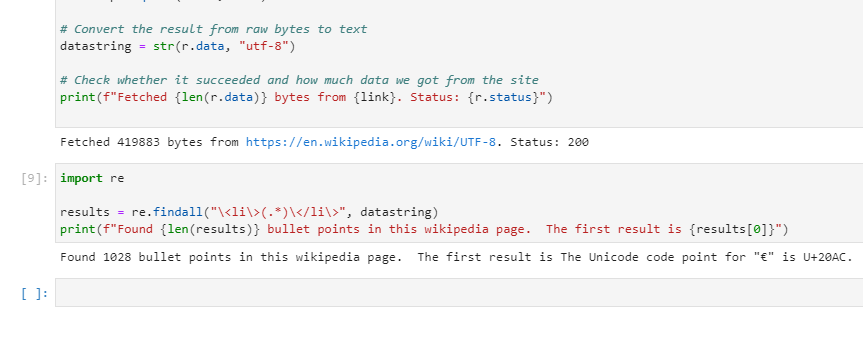 # Convert the result from raw bytes to text
datastring = str(r.data, "utf-8")
# Check whether it succeeded and how much data we got from the site
print(f"Fetched {len(r.data)} bytes from {link}. Status: {r.status}")
Fetched 419883 bytes from https://en.wikipedia.org/wiki/UTF-8. Status: 200
[9]: import re
results = re.findall("\<li\>(.*)\</li\>", datastring)
print(f"Found {len(results)} bullet points in this wikipedia page.  The first result is {results[0]}")
Found 1028 bullet points in this wikipedia page.  The first result is The Unicode code point for "€" is U+20AC.
[ ]: